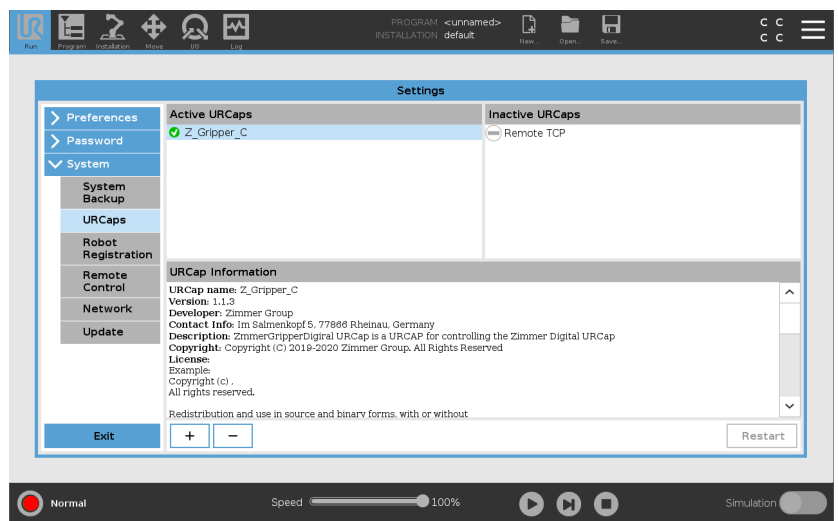 PROGRAM <unnamed>
INSTALLATION default
UR
Run
Program
Installation
Move
I/O
Log
New...
Open...
Save...
C C
C C
Settings
Preferences
Password
System
System
Backup
URCaps
Robot
Registration
Remote
Control
Network
Update
Exit
Active URCaps
Z_Gripper_C
Inactive URCaps
Remote TCP
URCap Information
URCap name: Z_Gripper_C
Version: 1.1.3
Developer: Zimmer Group
Contact Info: Im Salmenkopf 5, 77866 Rheinau, Germany
Description: ZmmerGripperDigiral URCap is a URCAP for controlling the Zimmer Digital URCap
Copyright: Copyright (C) 2019-2020 Zimmer Group. All Rights Reserved
License:
Example:
Copyright (c) .
All rights reserved.
Redistribution and use in source and binary forms, with or without
+
−
Restart
Normal
Speed
100%
Simulation